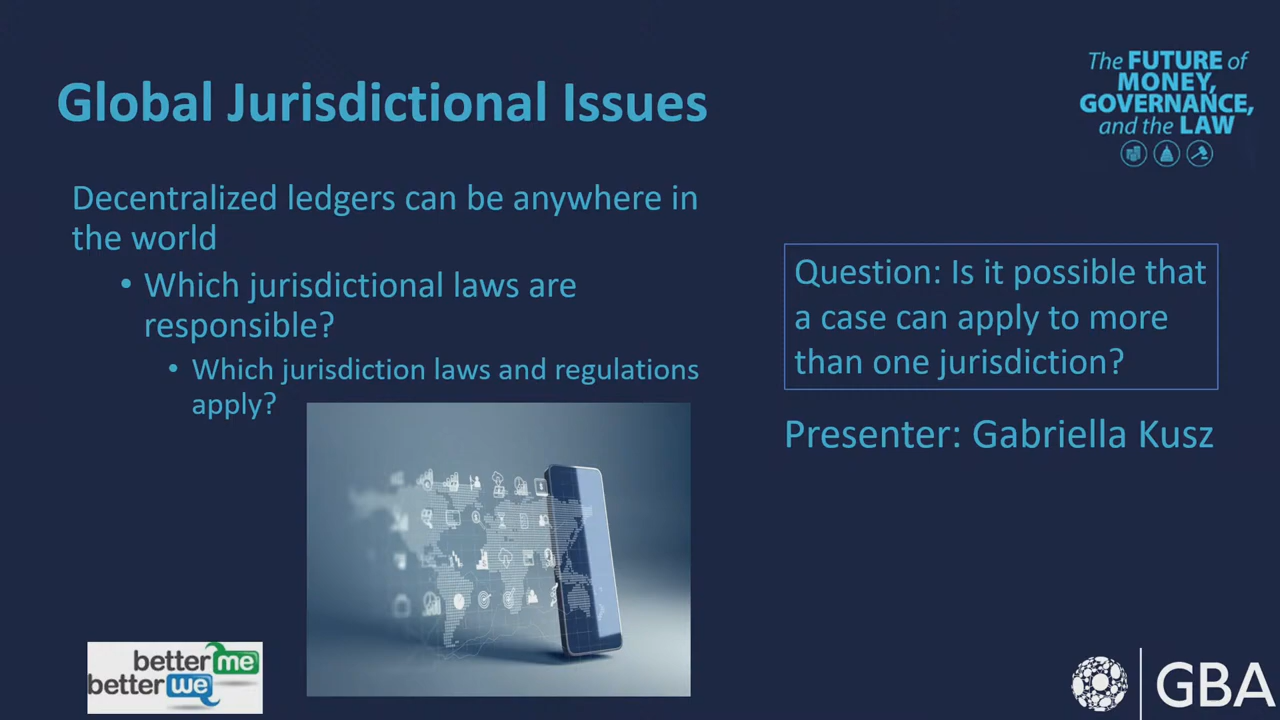 Global Jurisdictional Issues
The FUTURE of
MONEY,
GOVERNANCE,
and the LAW
Decentralized ledgers can be anywhere in
the world
• Which jurisdictional laws are
responsible?
• Which jurisdiction laws and regulations
apply?
Question: Is it possible that
a case can apply to more
than one jurisdiction?
Presenter: Gabriella Kusz
better me
better we
GBA